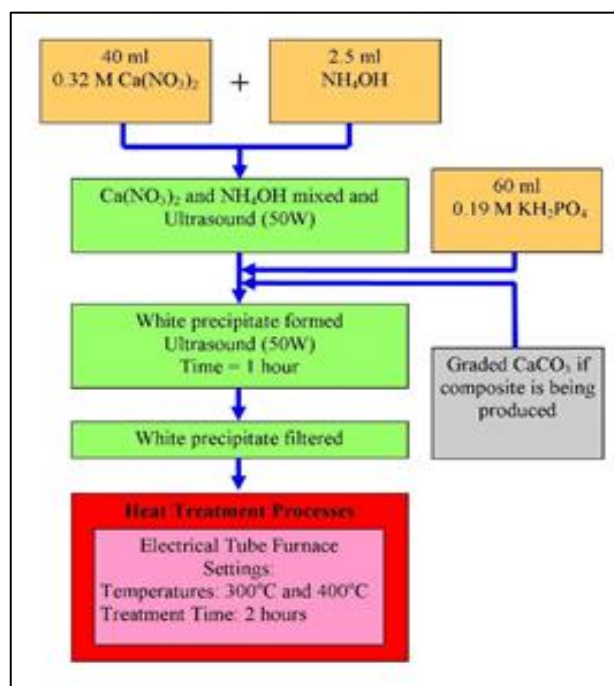 40 ml
0.32 M Ca(NO₃)₂
+
2.5 ml
NH₄OH
Ca(NO₃)₂ and NH₄OH mixed and
Ultrasound (50W)
60 ml
0.19 M KH₂PO₄
White precipitate formed
Ultrasound (50W)
Time = 1 hour
Graded CaCO₃ if
composite is being
produced
White precipitate filtered
Heat Treatment Processes
Electrical Tube Furnace
Settings:
Temperatures: 300°C and 400°C
Treatment Time: 2 hours